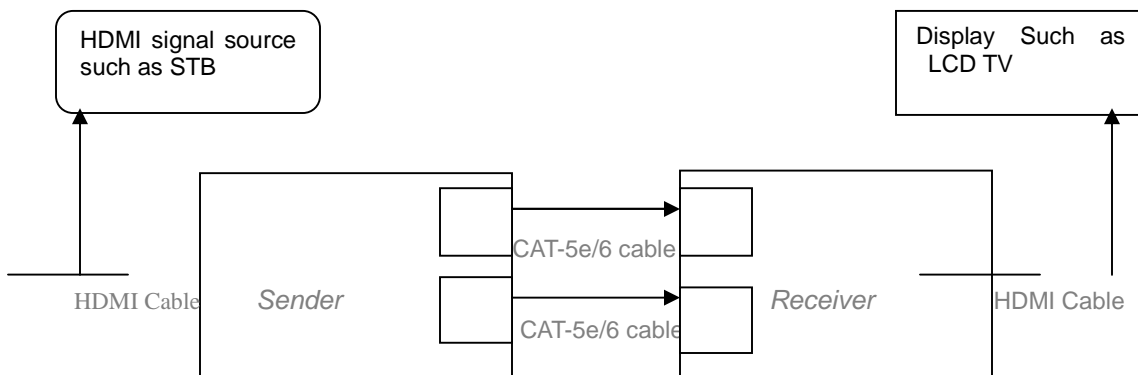 HDMI signal source
such as STB
Display Such as
LCD TV
CAT-5e/6 cable
HDMI Cable
Sender
Receiver
HDMI Cable
CAT-5e/6 cable